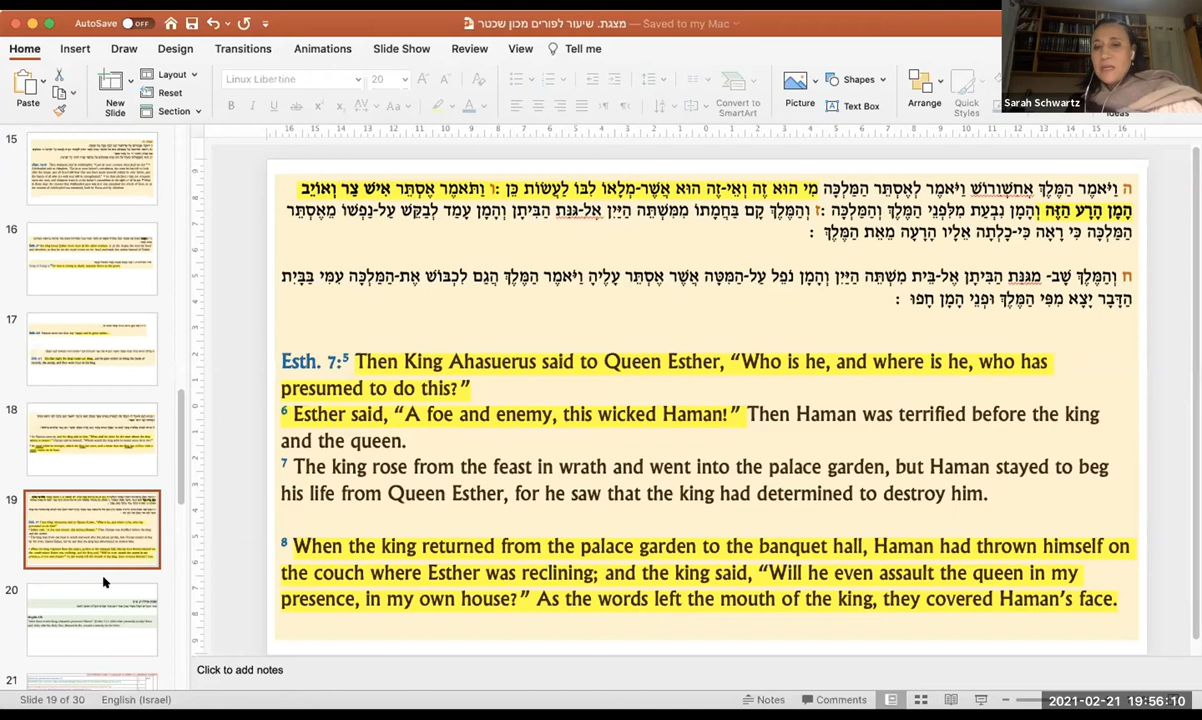 AutoSave OFF
מצגת. שיעור לפורים מכון שכטר — Saved to my Mac
Home Insert Draw Design Transitions Animations Slide Show Review View Tell me
Paste
New Slide
Layout
Reset
Section
Linux Libertine 20
Convert to SmartArt
Picture
Shapes
Text Box
Arrange
Quick Styles
Sarah Schwartz
15
16
17
18
19
20
21
ה וַיֹּאמֶר הַמֶּלֶךְ אֲחַשְׁוֵרוֹשׁ וַיֹּאמֶר לְאֶסְתֵּר הַמַּלְכָּה מִי הוּא זֶה וְאֵי-זֶה הוּא אֲשֶׁר-מְלָאוֹ לִבּוֹ לַעֲשׂוֹת כֵּן : ו וַתֹּאמֶר אֶסְתֵּר אִישׁ צַר וְאוֹיֵב
הָמָן הָרָע הַזֶּה וְהָמָן נִבְעַת מִלִּפְנֵי הַמֶּלֶךְ וְהַמַּלְכָּה : ז וְהַמֶּלֶךְ קָם בַּחֲמָתוֹ מִמִּשְׁתֵּה הַיַּיִן אֶל-גִּנַּת הַבִּיתָן וְהָמָן עָמַד לְבַקֵּשׁ עַל-נַפְשׁוֹ מֵאֶסְתֵּר
הַמַּלְכָּה כִּי רָאָה כִּי-כָלְתָה אֵלָיו הָרָעָה מֵאֵת הַמֶּלֶךְ :
ח וְהַמֶּלֶךְ שָׁב- מִגִּנַּת הַבִּיתָן אֶל-בֵּית מִשְׁתֵּה הַיַּיִן וְהָמָן נֹפֵל עַל-הַמִּטָּה אֲשֶׁר אֶסְתֵּר עָלֶיהָ וַיֹּאמֶר הַמֶּלֶךְ הֲגַם לִכְבּוֹשׁ אֶת-הַמַּלְכָּה עִמִּי בַּבָּיִת
הַדָּבָר יָצָא מִפִּי הַמֶּלֶךְ וּפְנֵי הָמָן חָפוּ :
Esth. 7:5 Then King Ahasuerus said to Queen Esther, “Who is he, and where is he, who has
presumed to do this?”
6 Esther said, “A foe and enemy, this wicked Haman!” Then Haman was terrified before the king
and the queen.
7 The king rose from the feast in wrath and went into the palace garden, but Haman stayed to beg
his life from Queen Esther, for he saw that the king had determined to destroy him.
8 When the king returned from the palace garden to the banquet hall, Haman had thrown himself on
the couch where Esther was reclining; and the king said, “Will he even assault the queen in my
presence, in my own house?” As the words left the mouth of the king, they covered Haman’s face.
Click to add notes
Slide 19 of 30 English (Israel) Notes Comments
2021-02-21 19:56:10